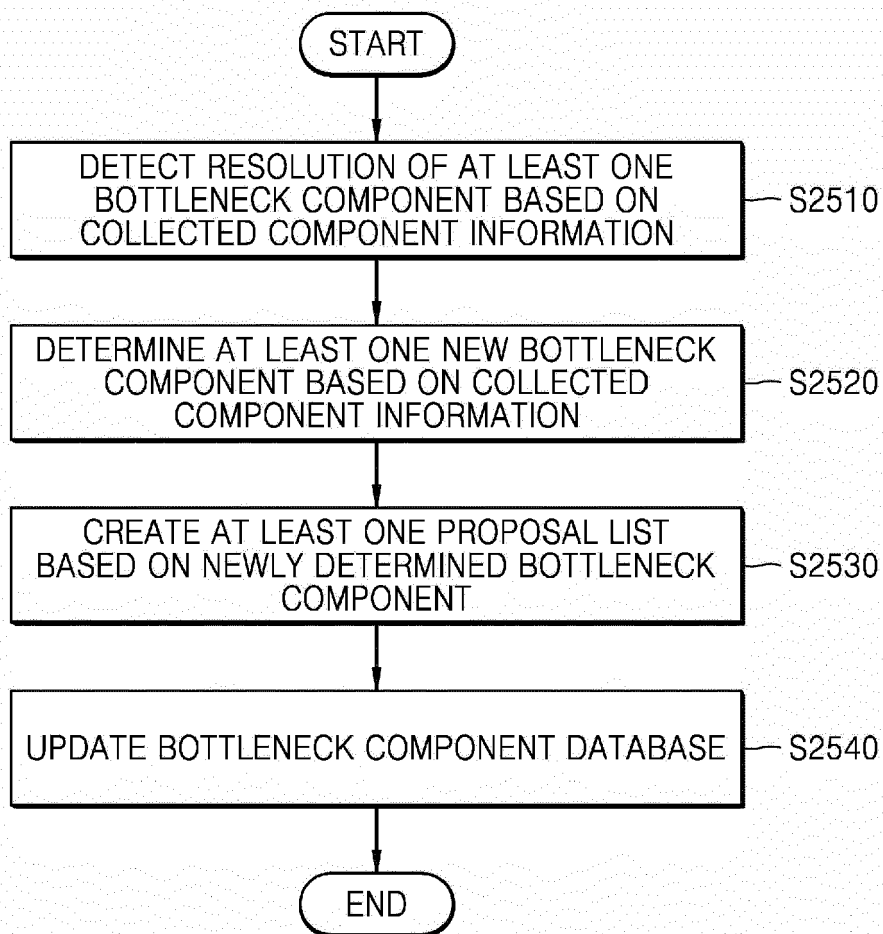 START
DETECT RESOLUTION OF AT LEAST ONE
BOTTLENECK COMPONENT BASED ON
COLLECTED COMPONENT INFORMATION
S2510
DETERMINE AT LEAST ONE NEW BOTTLENECK
COMPONENT BASED ON COLLECTED
COMPONENT INFORMATION
S2520
CREATE AT LEAST ONE PROPOSAL LIST
BASED ON NEWLY DETERMINED BOTTLENECK
COMPONENT
S2530
UPDATE BOTTLENECK COMPONENT DATABASE
S2540
END